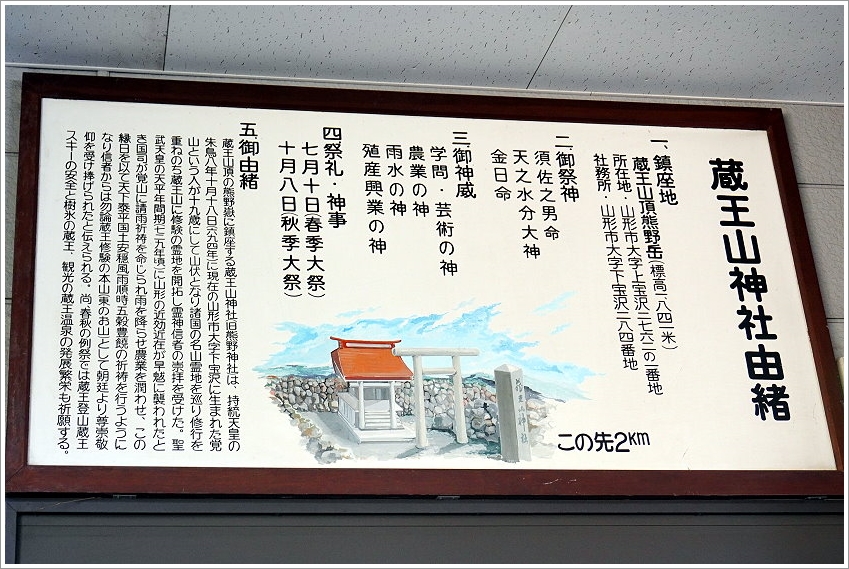 蔵王山神社由緒
一、鎮座地
蔵王山頂熊野岳(標高一八四一米)
所在地・山形市大字上宝沢二七六一の一番地
社務所・山形市大字下宝沢二八四番地
二、御祭神
須佐之男命
天之水分大神
金日命
三、御神威
学問・芸術の神
農業の神
雨水の神
殖産興業の神
四、祭礼・神事
七月十日(春季大祭)
十月八日(秋季大祭)
五、御由緒
蔵王山頂の熊野嶽に鎮座する蔵王山神社旧熊野神社は、持統天皇の
朱鳥八年十月十八日(六九四年)に現在の山形市大字下宝沢に生まれた覚
山という人が十九歳にして山伏となり諸国の名山霊地を巡り修行を
重ねのち蔵王山に修験の霊地を開拓し霊神信者の崇拝を受けた。聖
武天皇の天平年間期(七二九年頃)に山形の近効近在が旱魃に襲われたと
き国司が覚山に請雨祈祷を命じられ雨を降らせ農業を潤わせ、この
縁日を以て天下泰平国土安穏風雨順時五穀豊饒の祈祷を行うように
なり信者からは勿論蔵王修験の本山東のお山として朝廷より尊崇敬
仰を受け捧げられたと伝えられる。尚、春秋の例祭では蔵王登山蔵王
スキーの安全と樹氷の蔵王、観光の蔵王温泉の発展繁栄も祈願する。
蔵王山神社
この先2km